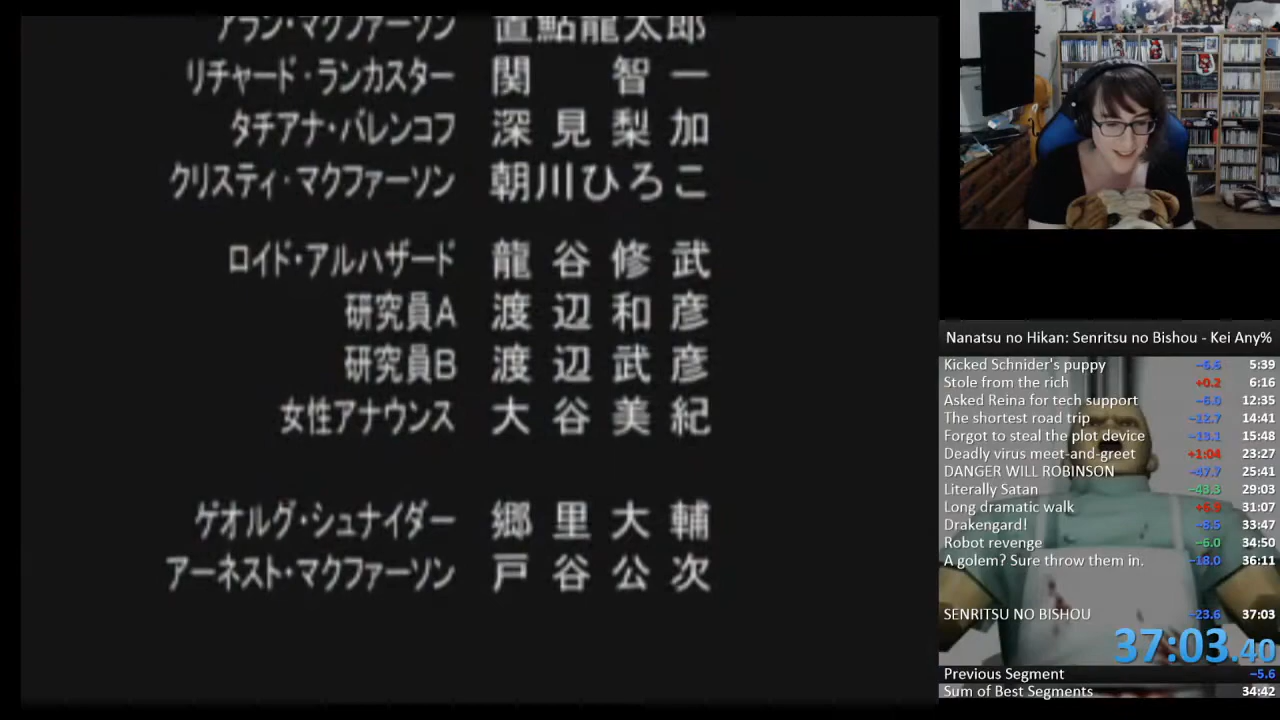 アラン・マクファーソン 直鮎龍太郎
リチャード・ランカスター 関 智一
タチアナ・バレンコフ 深見梨加
クリスティ・マクファーソン 朝川ひろこ
ロイド・アルハザード 龍谷修武
研究員A 渡辺和彦
研究員B 渡辺武彦
女性アナウンス 大谷美紀
ゲオルグ・シュナイダー 郷里大輔
アーネスト・マクファーソン 戸谷公次
Nanatsu no Hikan: Senritsu no Bishou - Kei Any%
Kicked Schnider's puppy -6.6 5:39
Stole from the rich +0.2 6:16
Asked Reina for tech support -6.0 12:35
The shortest road trip -12.7 14:41
Forgot to steal the plot device -13.1 15:48
Deadly virus meet-and-greet +1:04 23:27
DANGER WILL ROBINSON -47.7 25:41
Literally Satan -43.3 29:03
Long dramatic walk +6.9 31:07
Drakengard! -8.5 33:47
Robot revenge -6.0 34:50
A golem? Sure throw them in. -18.0 36:11
SENRITSU NO BISHOU -23.6 37:03
37:03.40
Previous Segment -5.6
Sum of Best Segments 34:42